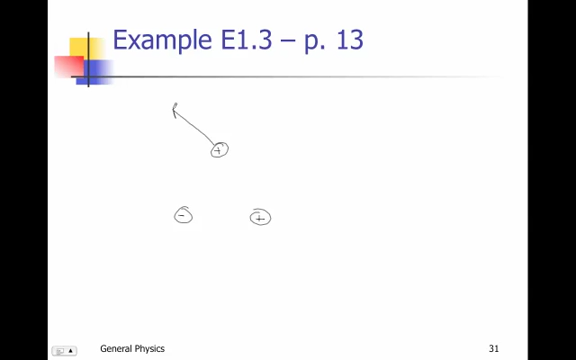 Example E1.3 – p. 13
+
- +
General Physics 31